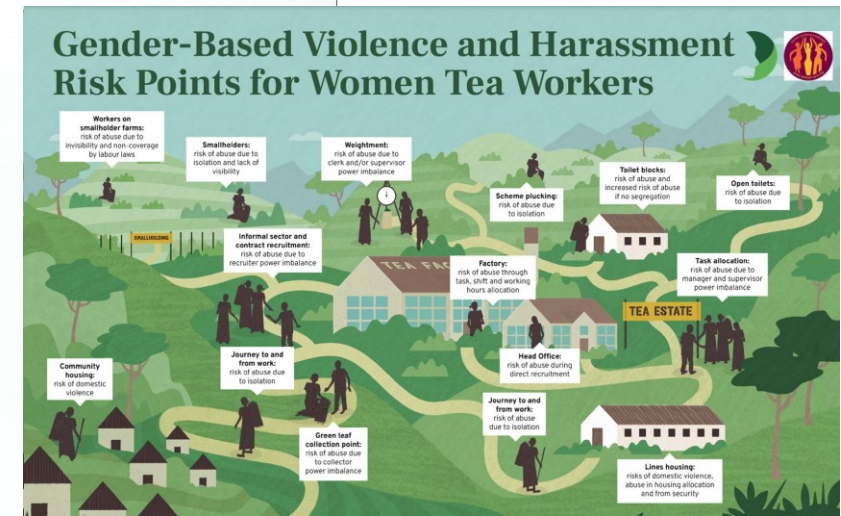 Gender-Based Violence and Harassment
Risk Points for Women Tea Workers
Workers on
smallholder farms:
risk of abuse due to
invisibility and non-coverage
by labour laws
Smallholders:
risk of abuse due to
isolation and lack of
visibility
Weightment:
risk of abuse due to
clerk and/or supervisor
power imbalance
Scheme plucking:
risk of abuse due
to isolation
Toilet blocks:
risk of abuse and
increased risk of abuse
if no segregation
Open toilets:
risk of abuse due
to isolation
SMALLHOLDING
Informal sector and
contract recruitment:
risk of abuse due to
recruiter power imbalance
TEA FAC
Factory:
risk of abuse through
task, shift and working
hours allocation
Task allocation:
risk of abuse due to
manager and supervisor
power imbalance
TEA ESTATE
Community
housing:
risk of domestic
violence
Journey to and
from work:
risk of abuse due
to isolation
Head Office:
risk of abuse during
direct recruitment
Green leaf
collection point:
risk of abuse due
to collector
power imbalance
Journey to and
from work:
risk of abuse
due to isolation
Lines housing:
risks of domestic violence,
abuse in housing allocation
and from security